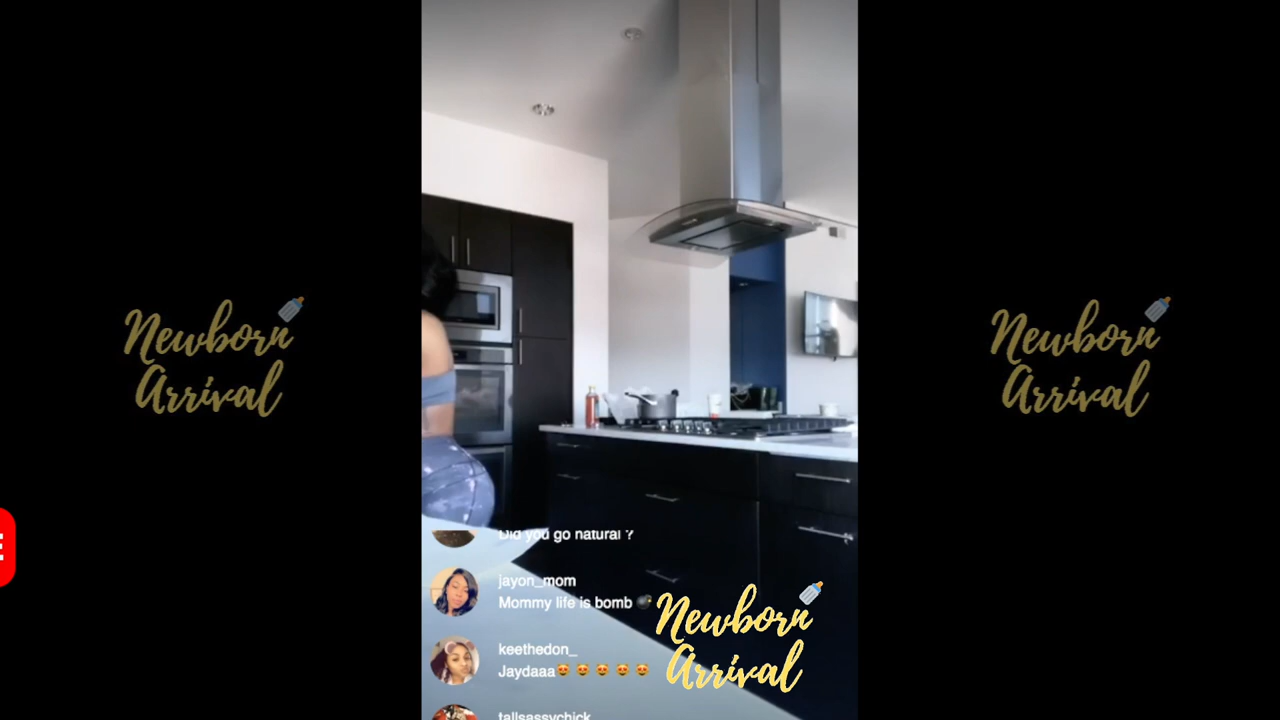 Newborn
Arrival
Did you go natural ?
jayon_mom
Mommy life is bomb 💣
keethedon_
Jaydaaa😍 😍 😍 😍 😍
tallsassychick
Newborn
Arrival
Newborn
Arrival